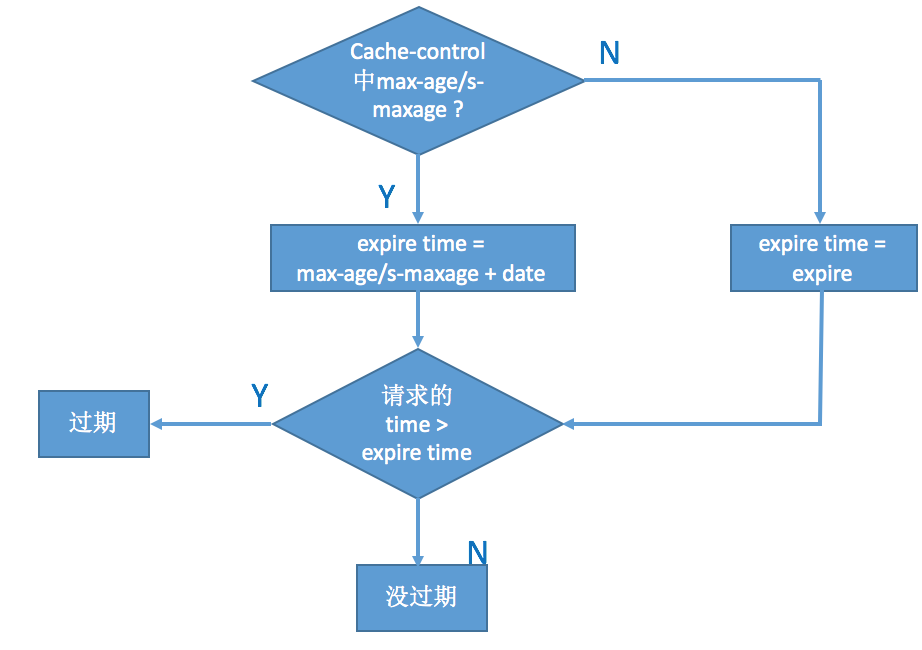 Cache-control
中max-age/s-
maxage ?
N
Y
expire time =
max-age/s-maxage + date
expire time =
expire
请求的
time >
expire time
Y
过期
N
没过期